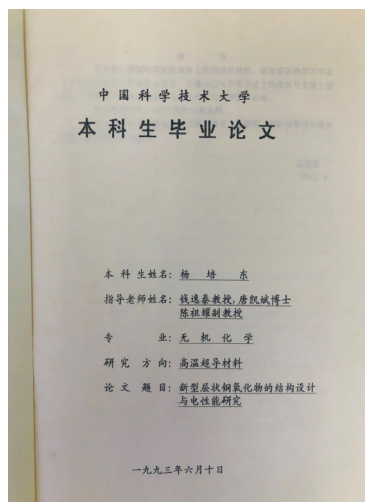 中国科学技术大学
本科生毕业论文
本科生姓名: 杨培东
指导老师姓名: 钱逸泰教授,唐凯斌博士
陈祖耀副教授
专业: 无机化学
研究方向: 高温超导材料
论文题目: 新型层状铜氧化物的结构设计
与电性能研究
一九九三年六月十日